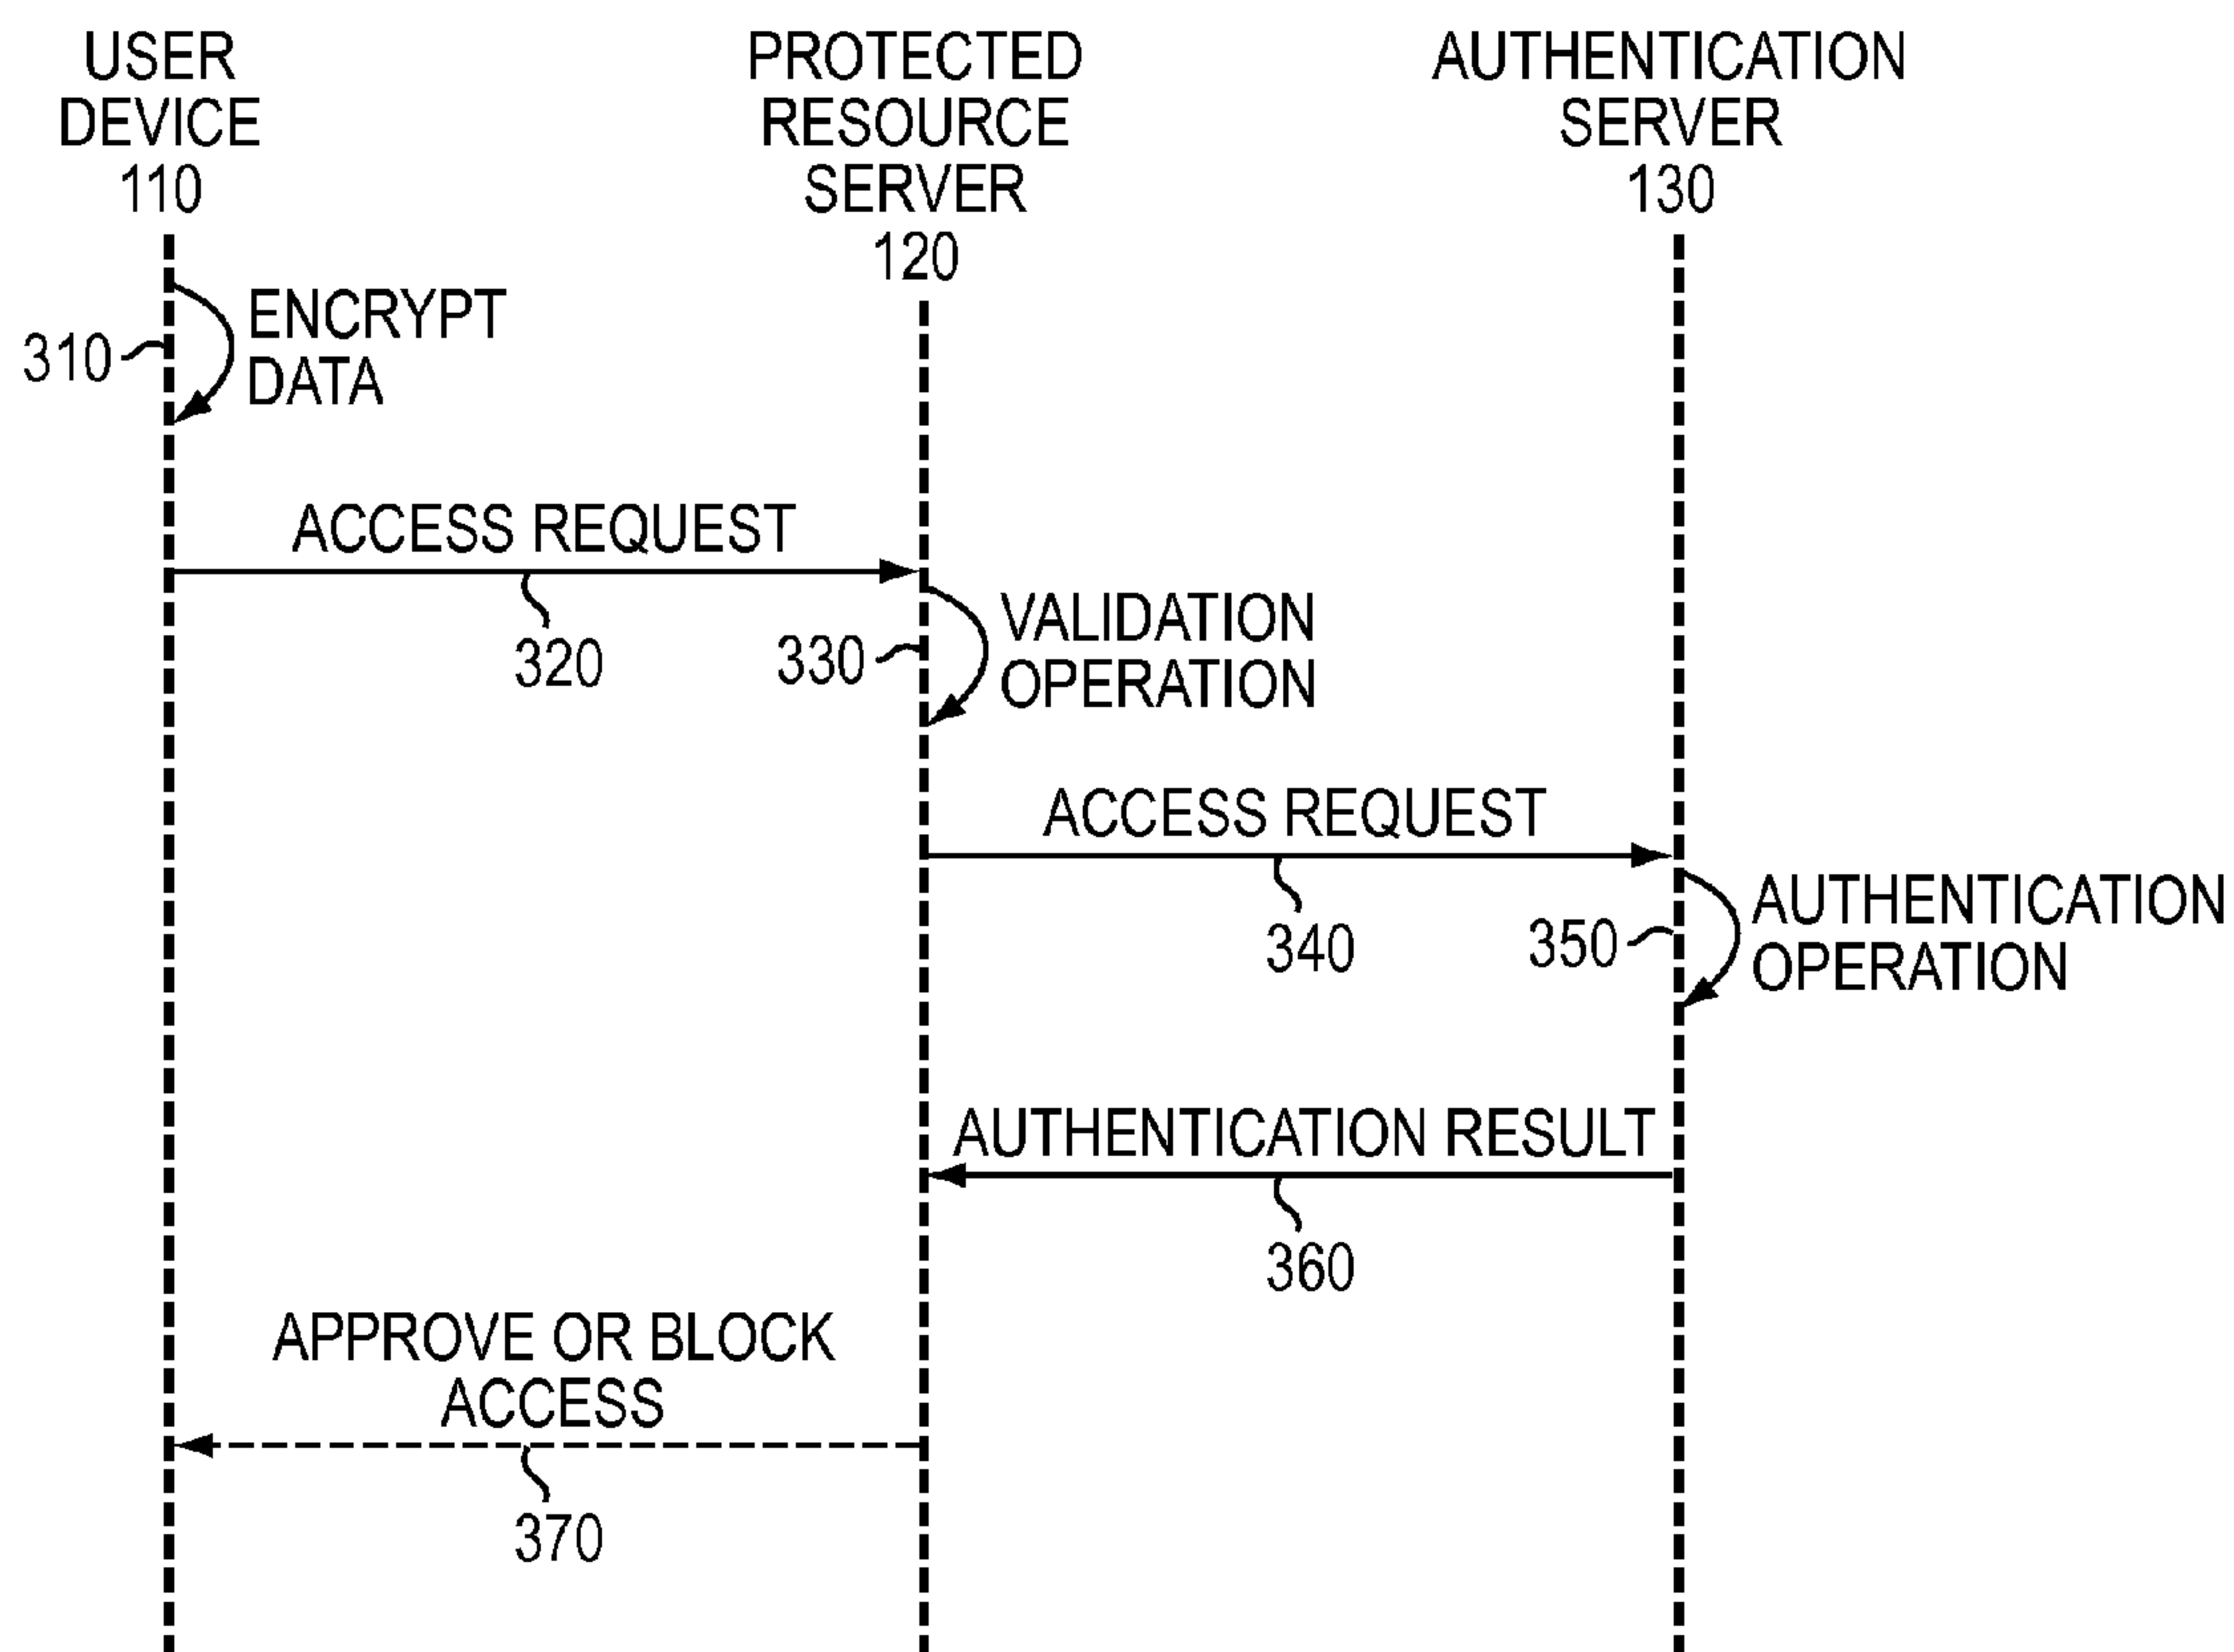 USER
DEVICE
110
PROTECTED
RESOURCE
SERVER
120
AUTHENTICATION
SERVER
130
310
ENCRYPT
DATA
ACCESS REQUEST
320
330
VALIDATION
OPERATION
ACCESS REQUEST
340
350
AUTHENTICATION
OPERATION
AUTHENTICATION RESULT
360
APPROVE OR BLOCK
ACCESS
370